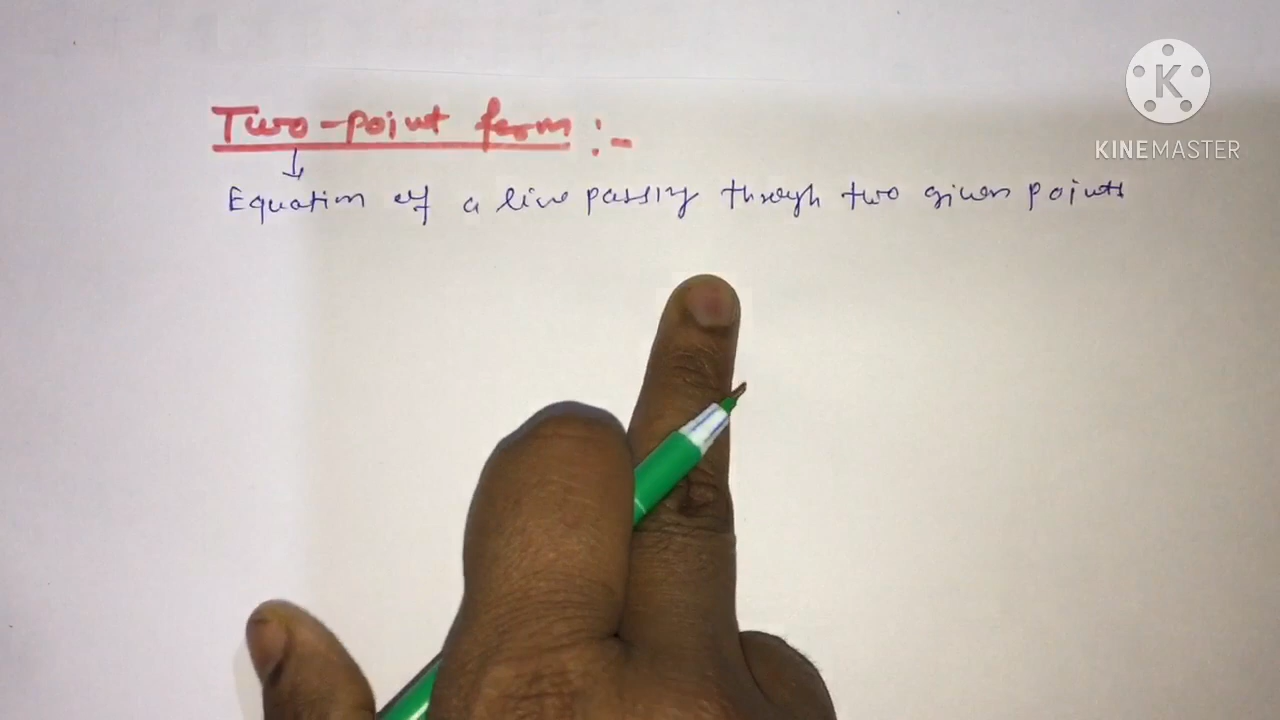 Two-point form :-
Equation of a line passing through two given points
K
KINEMASTER